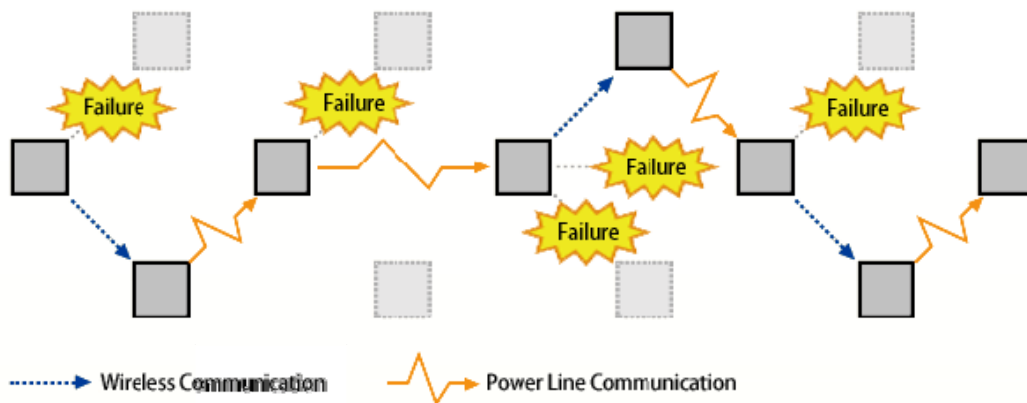 Failure
Failure
Failure
Failure
Failure
Wireless Communication
Power Line Communication